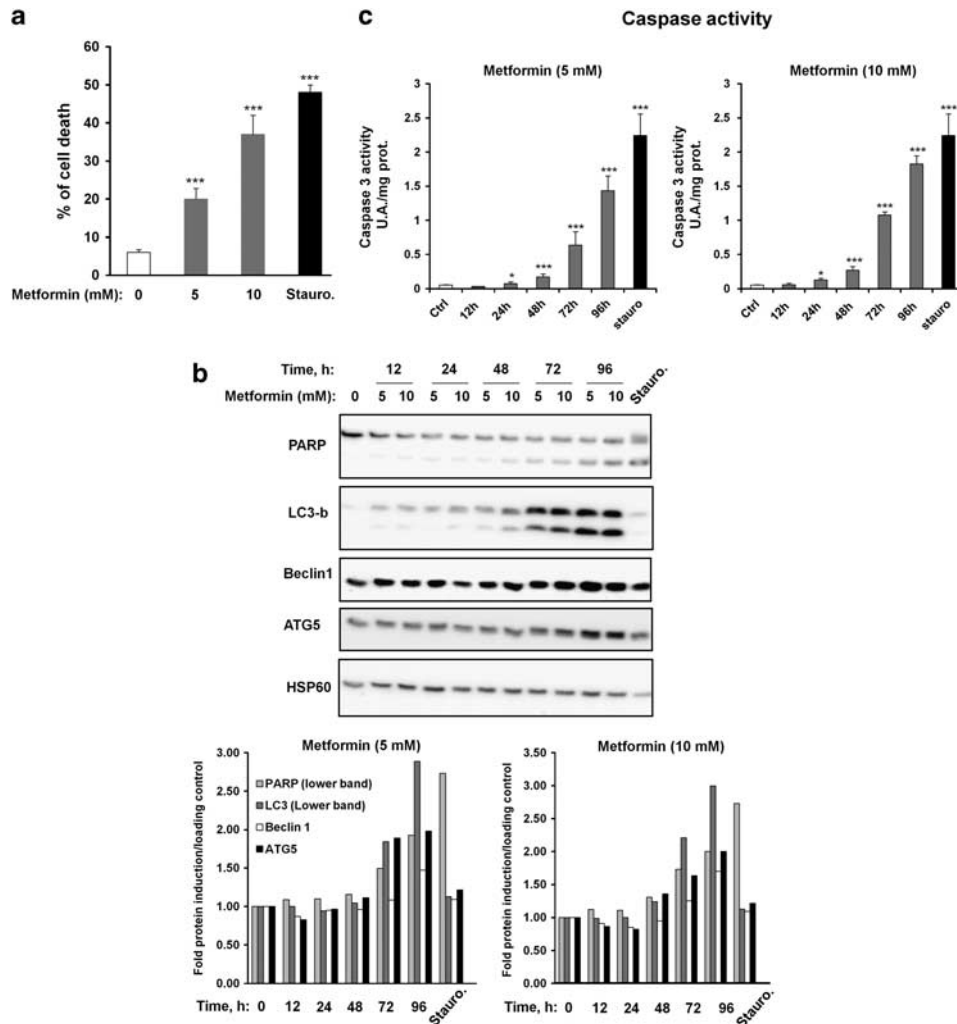 a
60
50
40
30
20
10
0
% of cell death
***
***
***
Metformin (mM): 0 5 10 Stauro.
c
Caspase activity
Metformin (5 mM)
3
2.5
2
1.5
1
0.5
0
Caspase 3 activity
U.A./mg prot.
*
***
***
***
***
Ctrl 12h 24h 48h 72h 96h stauro
Metformin (10 mM)
3
2.5
2
1.5
1
0.5
0
Caspase 3 activity
U.A./mg prot.
*
***
***
***
***
Ctrl 12h 24h 48h 72h 96h stauro
b
Time, h: 12 24 48 72 96 Stauro.
Metformin (mM): 0 5 10 5 10 5 10 5 10 5 10
PARP
LC3-b
Beclin1
ATG5
HSP60
Metformin (5 mM)
3.00
2.50
2.00
1.50
1.00
0.50
0.00
Fold protein induction/loading control
PARP (lower band)
LC3 (Lower band)
Beclin 1
ATG5
Time, h: 0 12 24 48 72 96 Stauro.
Metformin (10 mM)
3.50
3.00
2.50
2.00
1.50
1.00
0.50
0.00
Fold protein induction/loading control
Time, h: 0 12 24 48 72 96 Stauro.